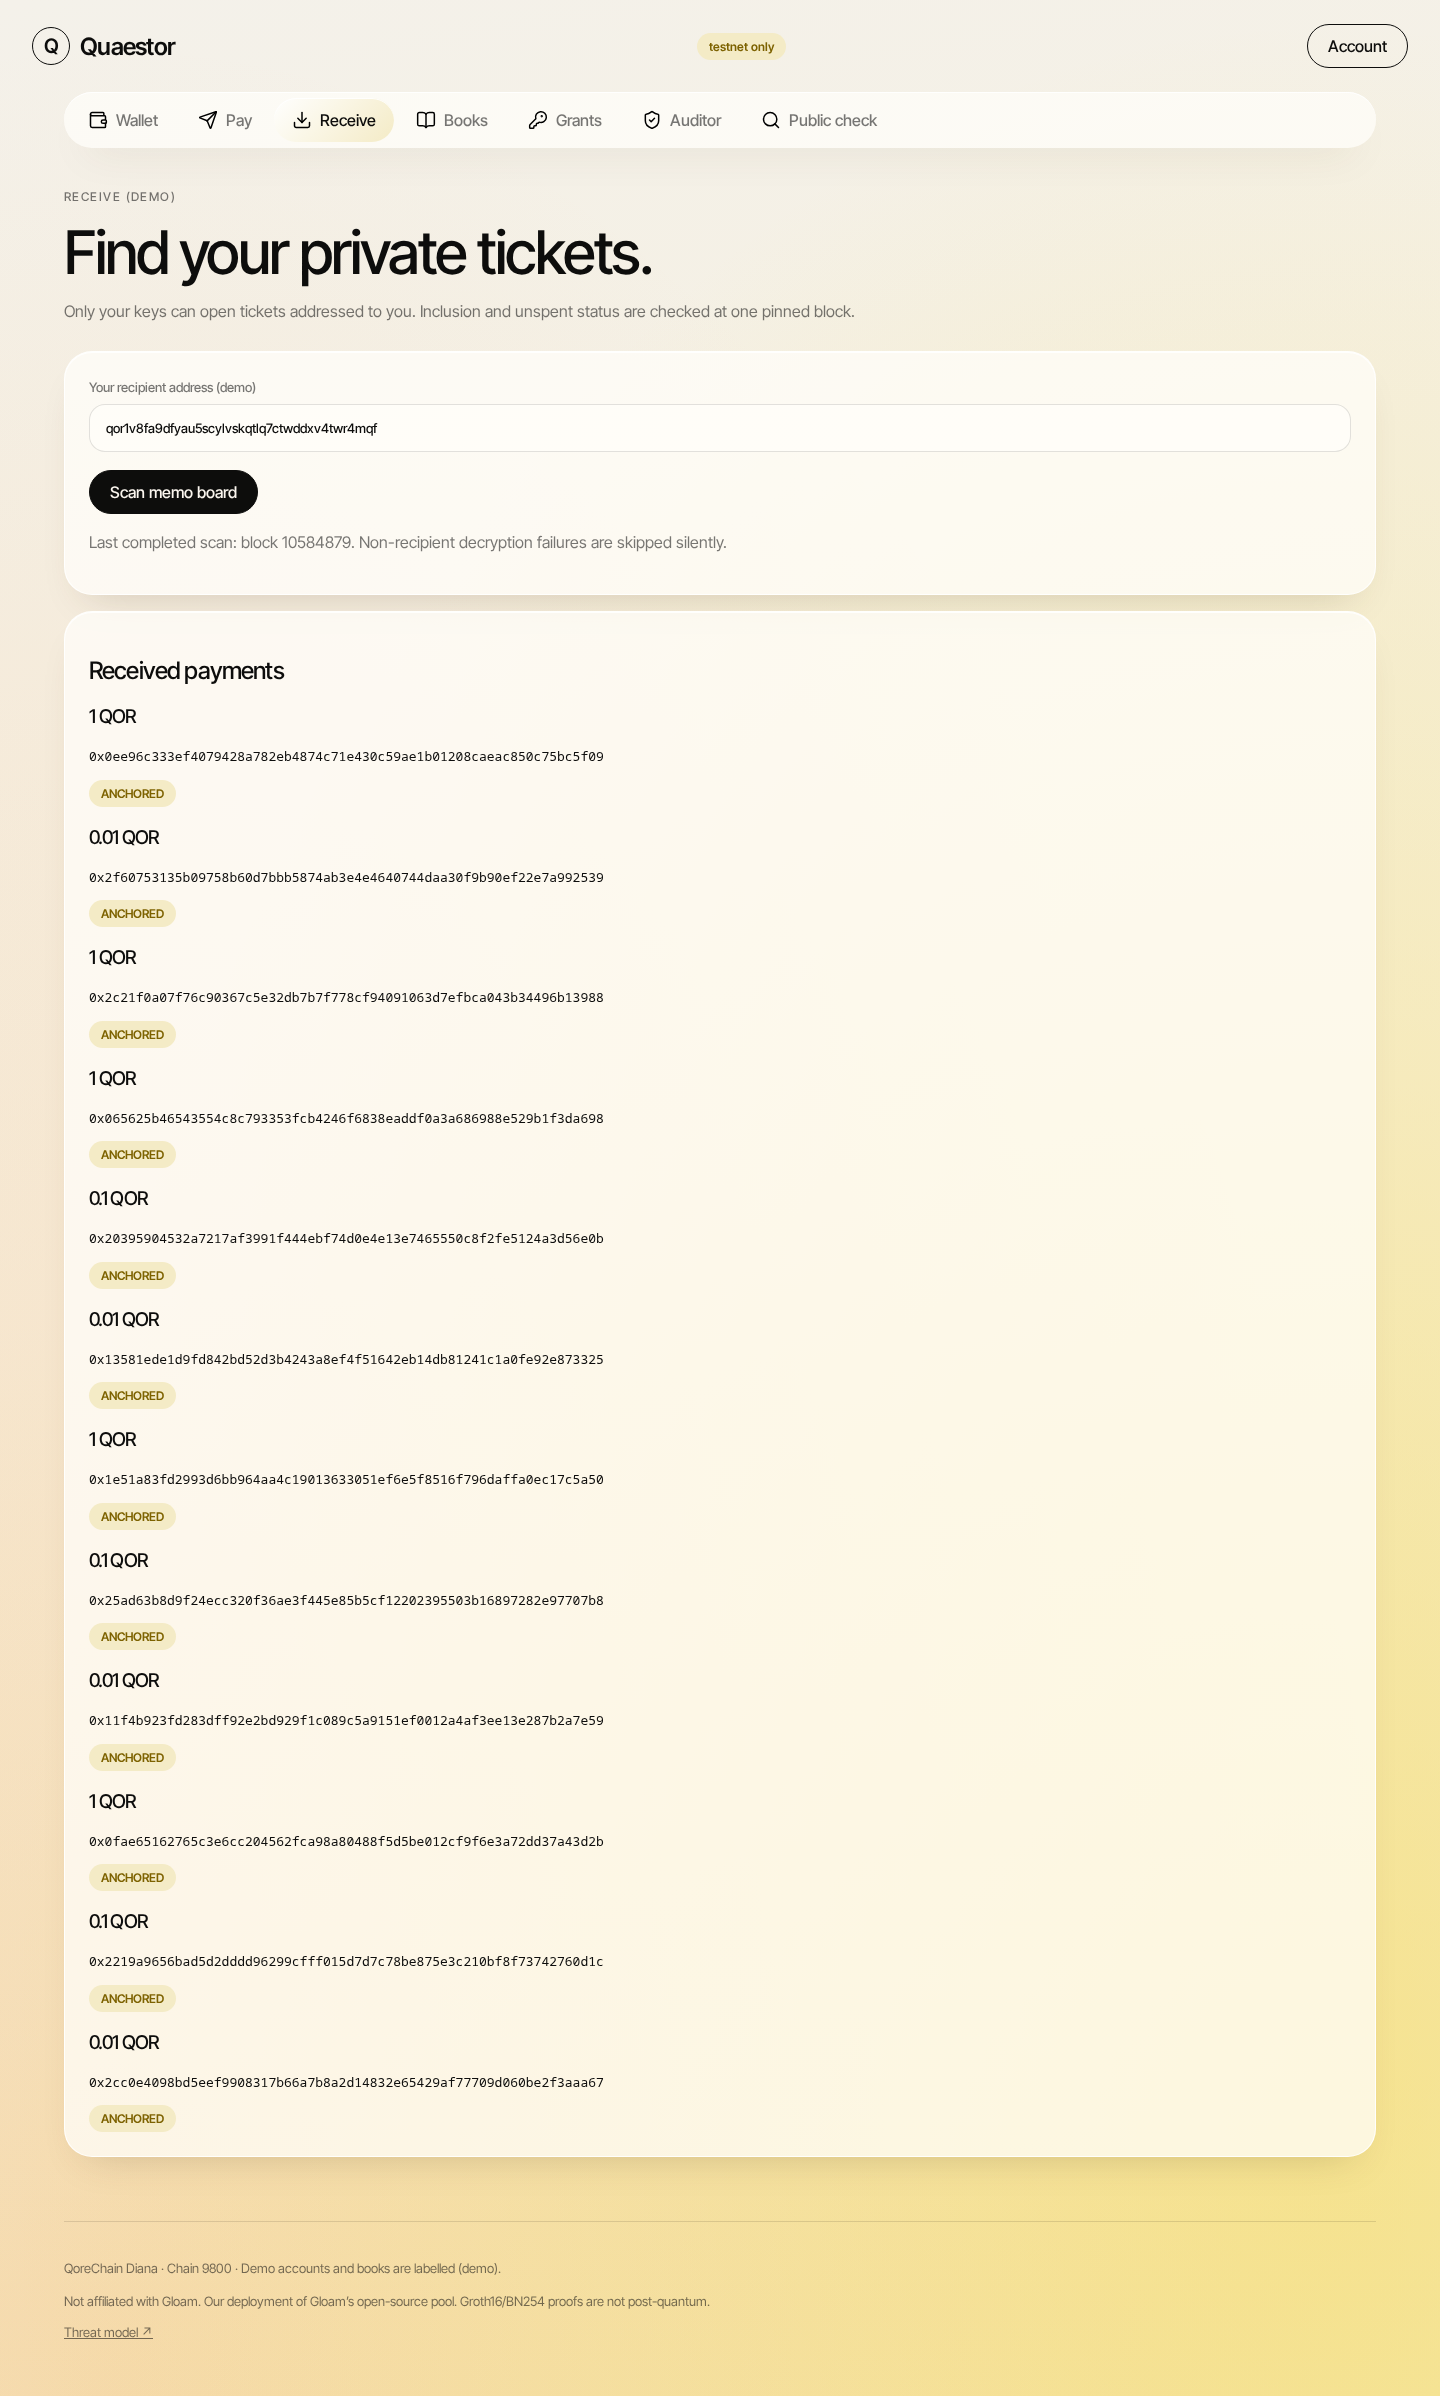 Q Quaestor
testnet only
Account
Wallet Pay Receive Books Grants Auditor Public check
RECEIVE (DEMO)
Find your private tickets.
Only your keys can open tickets addressed to you. Inclusion and unspent status are checked at one pinned block.
Your recipient address (demo)
qor1v8fa9dfyau5scylvskqtlq7ctwddxv4twr4mqf
Scan memo board
Last completed scan: block 10584879. Non-recipient decryption failures are skipped silently.
Received payments
1 QOR
0x0ee96c333ef4079428a782eb4874c71e430c59ae1b01208caeac850c75bc5f09
ANCHORED
0.01 QOR
0x2f60753135b09758b60d7bbb5874ab3e4e4640744daa30f9b90ef22e7a992539
ANCHORED
1 QOR
0x2c21f0a07f76c90367c5e32db7b7f778cf94091063d7efbca043b34496b13988
ANCHORED
1 QOR
0x065625b46543554c8c793353fcb4246f6838eaddf0a3a686988e529b1f3da698
ANCHORED
0.1 QOR
0x20395904532a7217af3991f444ebf74d0e4e13e7465550c8f2fe5124a3d56e0b
ANCHORED
0.01 QOR
0x13581ede1d9fd842bd52d3b4243a8ef4f51642eb14db81241c1a0fe92e873325
ANCHORED
1 QOR
0x1e51a83fd2993d6bb964aa4c19013633051ef6e5f8516f796daffa0ec17c5a50
ANCHORED
0.1 QOR
0x25ad63b8d9f24ecc320f36ae3f445e85b5cf12202395503b16897282e97707b8
ANCHORED
0.01 QOR
0x11f4b923fd283dff92e2bd929f1c089c5a9151ef0012a4af3ee13e287b2a7e59
ANCHORED
1 QOR
0x0fae65162765c3e6cc204562fca98a80488f5d5be012cf9f6e3a72dd37a43d2b
ANCHORED
0.1 QOR
0x2219a9656bad5d2dddd96299cfff015d7d7c78be875e3c210bf8f73742760d1c
ANCHORED
0.01 QOR
0x2cc0e4098bd5eef9908317b66a7b8a2d14832e65429af77709d060be2f3aaa67
ANCHORED
QoreChain Diana · Chain 9800 · Demo accounts and books are labelled (demo).
Not affiliated with Gloam. Our deployment of Gloam's open-source pool. Groth16/BN254 proofs are not post-quantum.
Threat model ↗